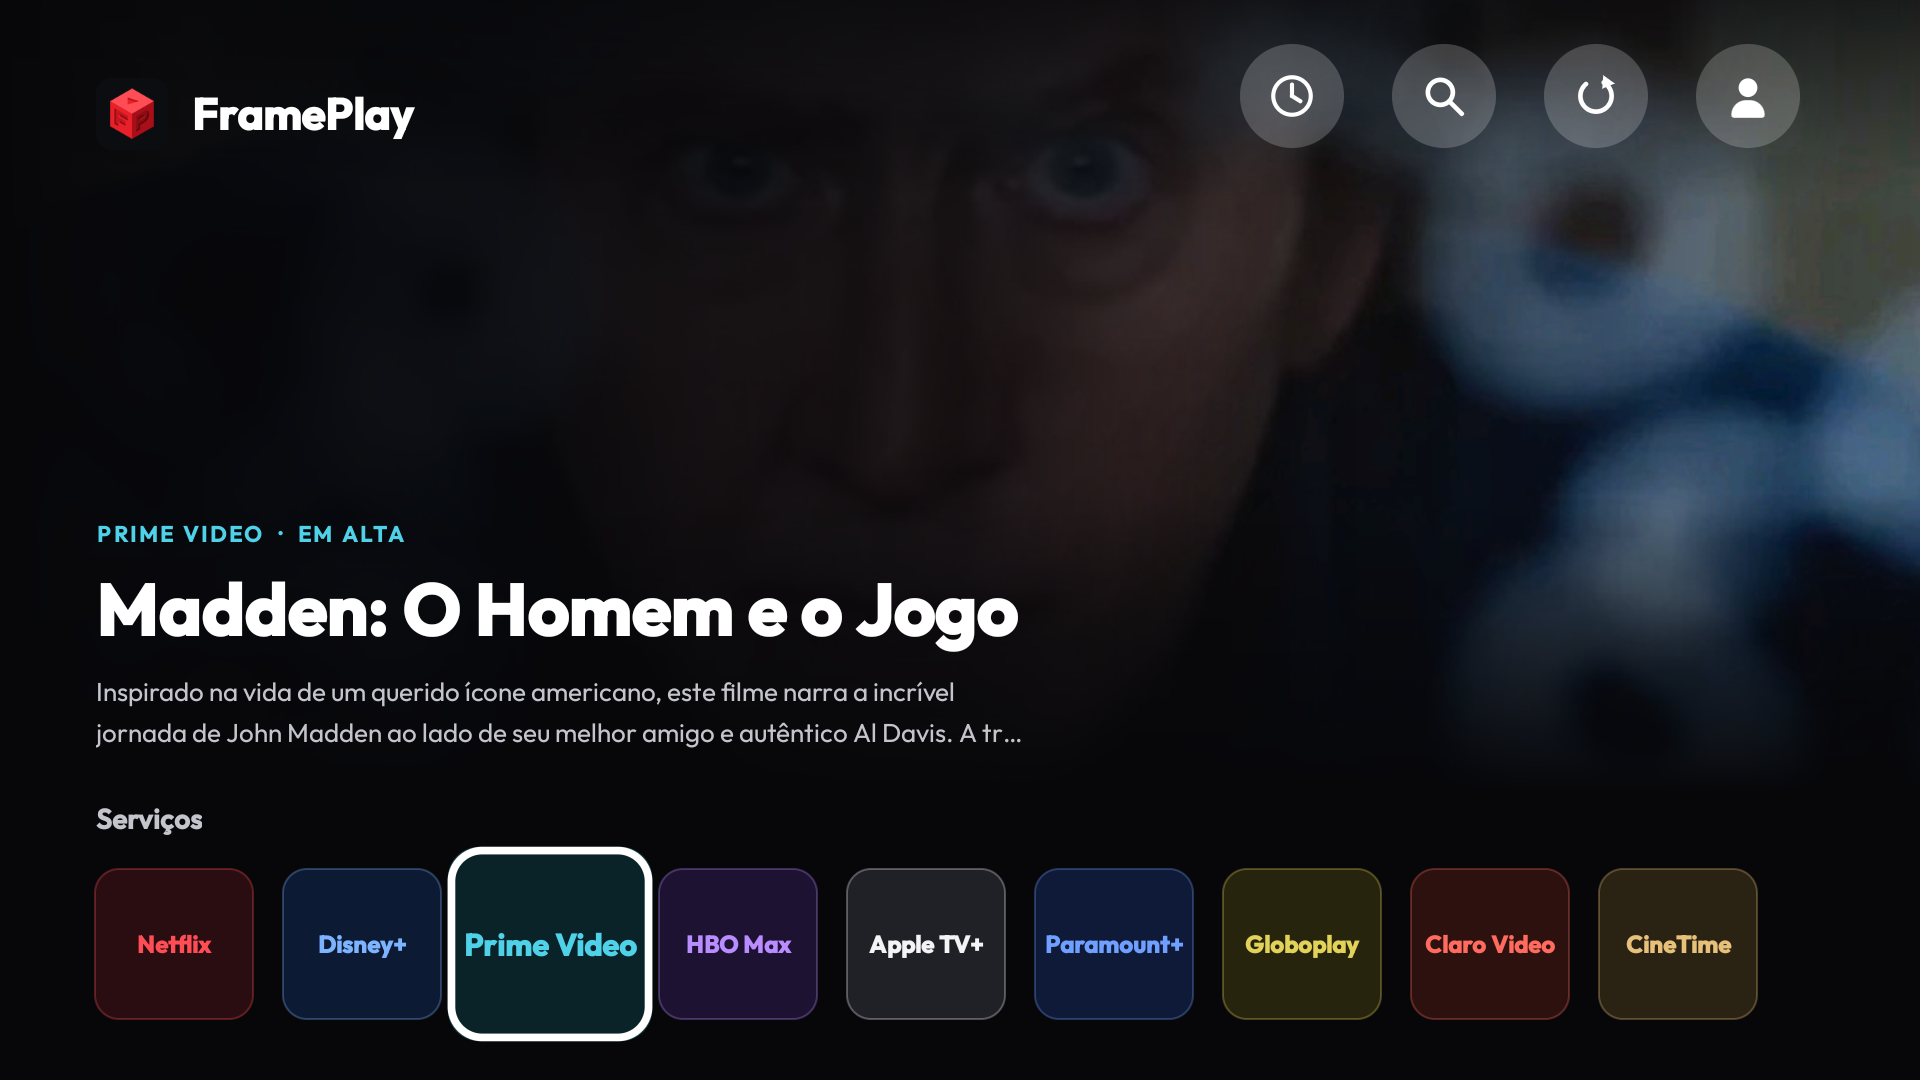 FramePlay
PRIME VIDEO · EM ALTA
Madden: O Homem e o Jogo
Inspirado na vida de um querido ícone americano, este filme narra a incrível
jornada de John Madden ao lado de seu melhor amigo e autêntico Al Davis. A tr...
Serviços
Netflix
Disney+
Prime Video
HBO Max
Apple TV+
Paramount+
Globoplay
Claro Video
CineTime